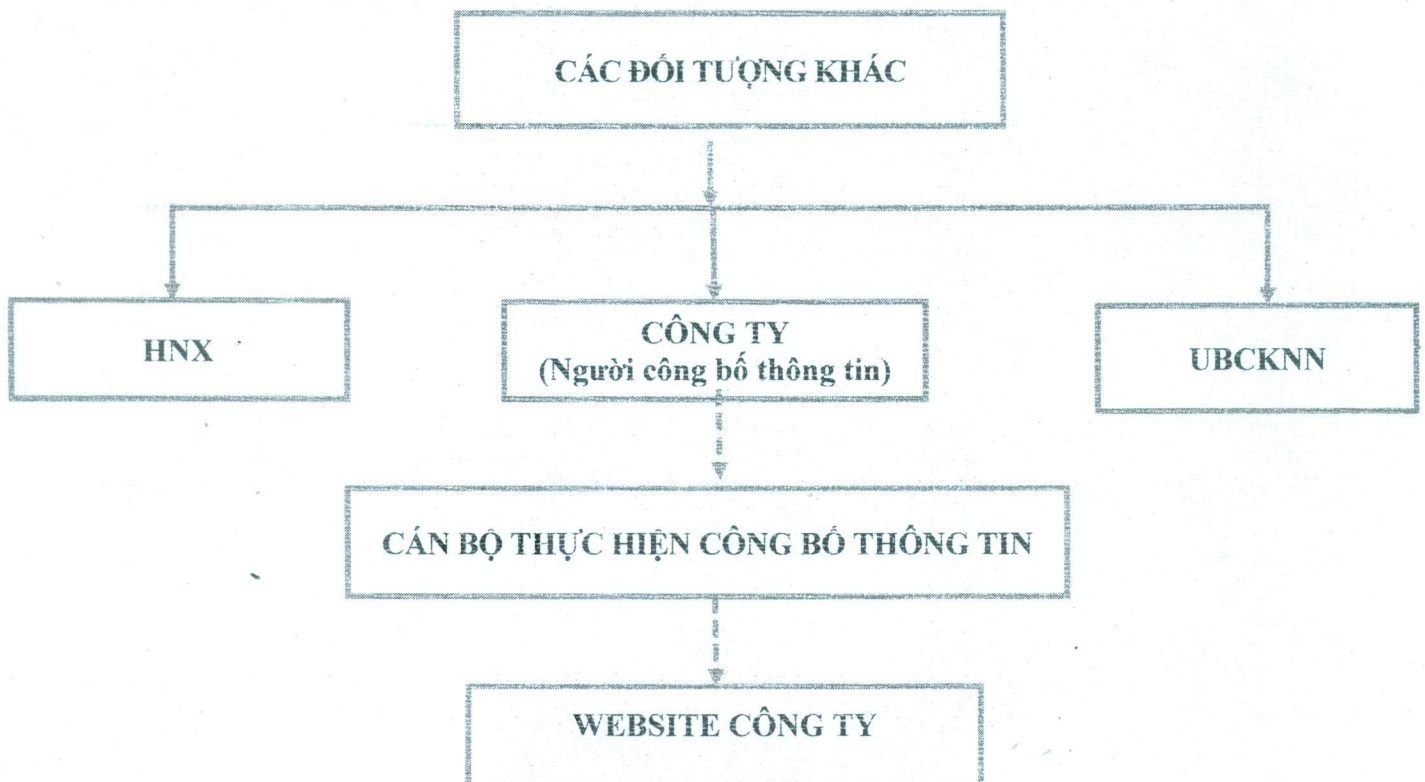 CÁC ĐỐI TƯỢNG KHÁC
HNX
CÔNG TY
(Người công bố thông tin)
UBCKNN
CÁN BỘ THỰC HIỆN CÔNG BỐ THÔNG TIN
WEBSITE CÔNG TY